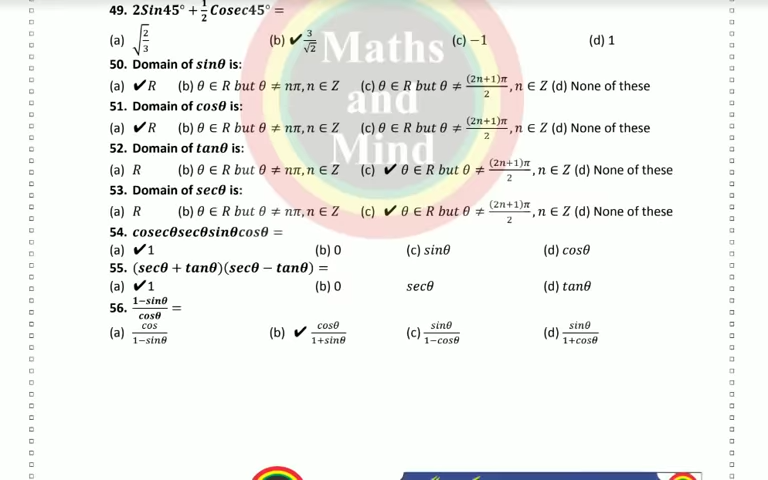 49. 2Sin45° + 1/2 Cosec45° =
(a) √(2/3) (b) ✔ 3/√2 (c) −1 (d) 1
50. Domain of sinθ is:
(a) ✔R (b) θ ∈ R but θ ≠ nπ, n ∈ Z (c) θ ∈ R but θ ≠ (2n+1)π/2, n ∈ Z (d) None of these
51. Domain of cosθ is:
(a) ✔R (b) θ ∈ R but θ ≠ nπ, n ∈ Z (c) θ ∈ R but θ ≠ (2n+1)π/2, n ∈ Z (d) None of these
52. Domain of tanθ is:
(a) R (b) θ ∈ R but θ ≠ nπ, n ∈ Z (c) ✔ θ ∈ R but θ ≠ (2n+1)π/2, n ∈ Z (d) None of these
53. Domain of secθ is:
(a) R (b) θ ∈ R but θ ≠ nπ, n ∈ Z (c) ✔ θ ∈ R but θ ≠ (2n+1)π/2, n ∈ Z (d) None of these
54. cosecθsecθsinθcosθ =
(a) ✔1 (b) 0 (c) sinθ (d) cosθ
55. (secθ + tanθ)(secθ − tanθ) =
(a) ✔1 (b) 0 secθ (d) tanθ
56. 1−sinθ/cosθ =
(a) cos/1−sinθ (b) ✔ cosθ/1+sinθ (c) sinθ/1−cosθ (d) sinθ/1+cosθ
Maths
and
Mind